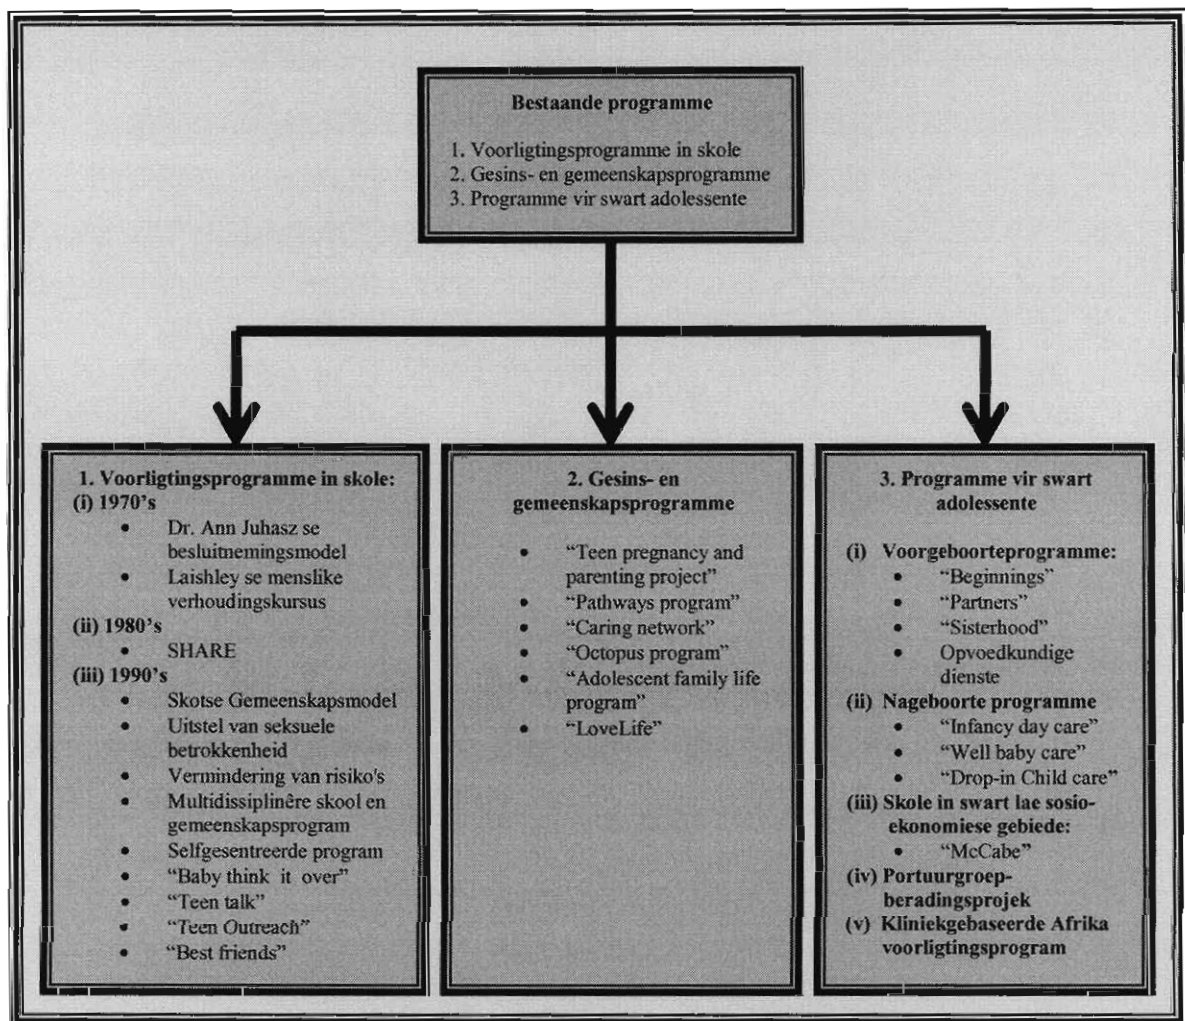 Bestaande programme
1. Voorligtingsprogramme in skole
2. Gesins- en gemeenskapsprogramme
3. Programme vir swart adolessente
1. Voorligtingsprogramme in skole:
(i) 1970's
• Dr. Ann Juhasz se
besluitnemingsmodel
• Laishley se menslike
verhoudingskursus
(ii) 1980's
• SHARE
(iii) 1990's
• Skotse Gemeenskapsmodel
• Uitstel van seksuele
betrokkenheid
• Vermindering van risiko's
• Multidissiplinêre skool en
gemeenskapsprogram
• Selfgesentreerde program
• “Baby think it over”
• “Teen talk”
• “Teen Outreach”
• “Best friends”
2. Gesins- en
gemeenskapsprogramme
• “Teen pregnancy and
parenting project”
• “Pathways program”
• “Caring network”
• “Octopus program”
• “Adolescent family life
program”
• “LoveLife”
3. Programme vir swart
adolessente
(i) Voorgeboorteprogramme:
• “Beginnings”
• “Partners”
• “Sisterhood”
• Opvoedkundige
dienste
(ii) Nageboorte programme
• “Infancy day care”
• “Well baby care”
• “Drop-in Child care”
(iii) Skole in swart lae sosio-
ekonomiese gebiede:
• “McCabe”
(iv) Portuurgroep-
beradingsprojek
(v) Kliniekgebaseerde Afrika
voorligtingsprogram